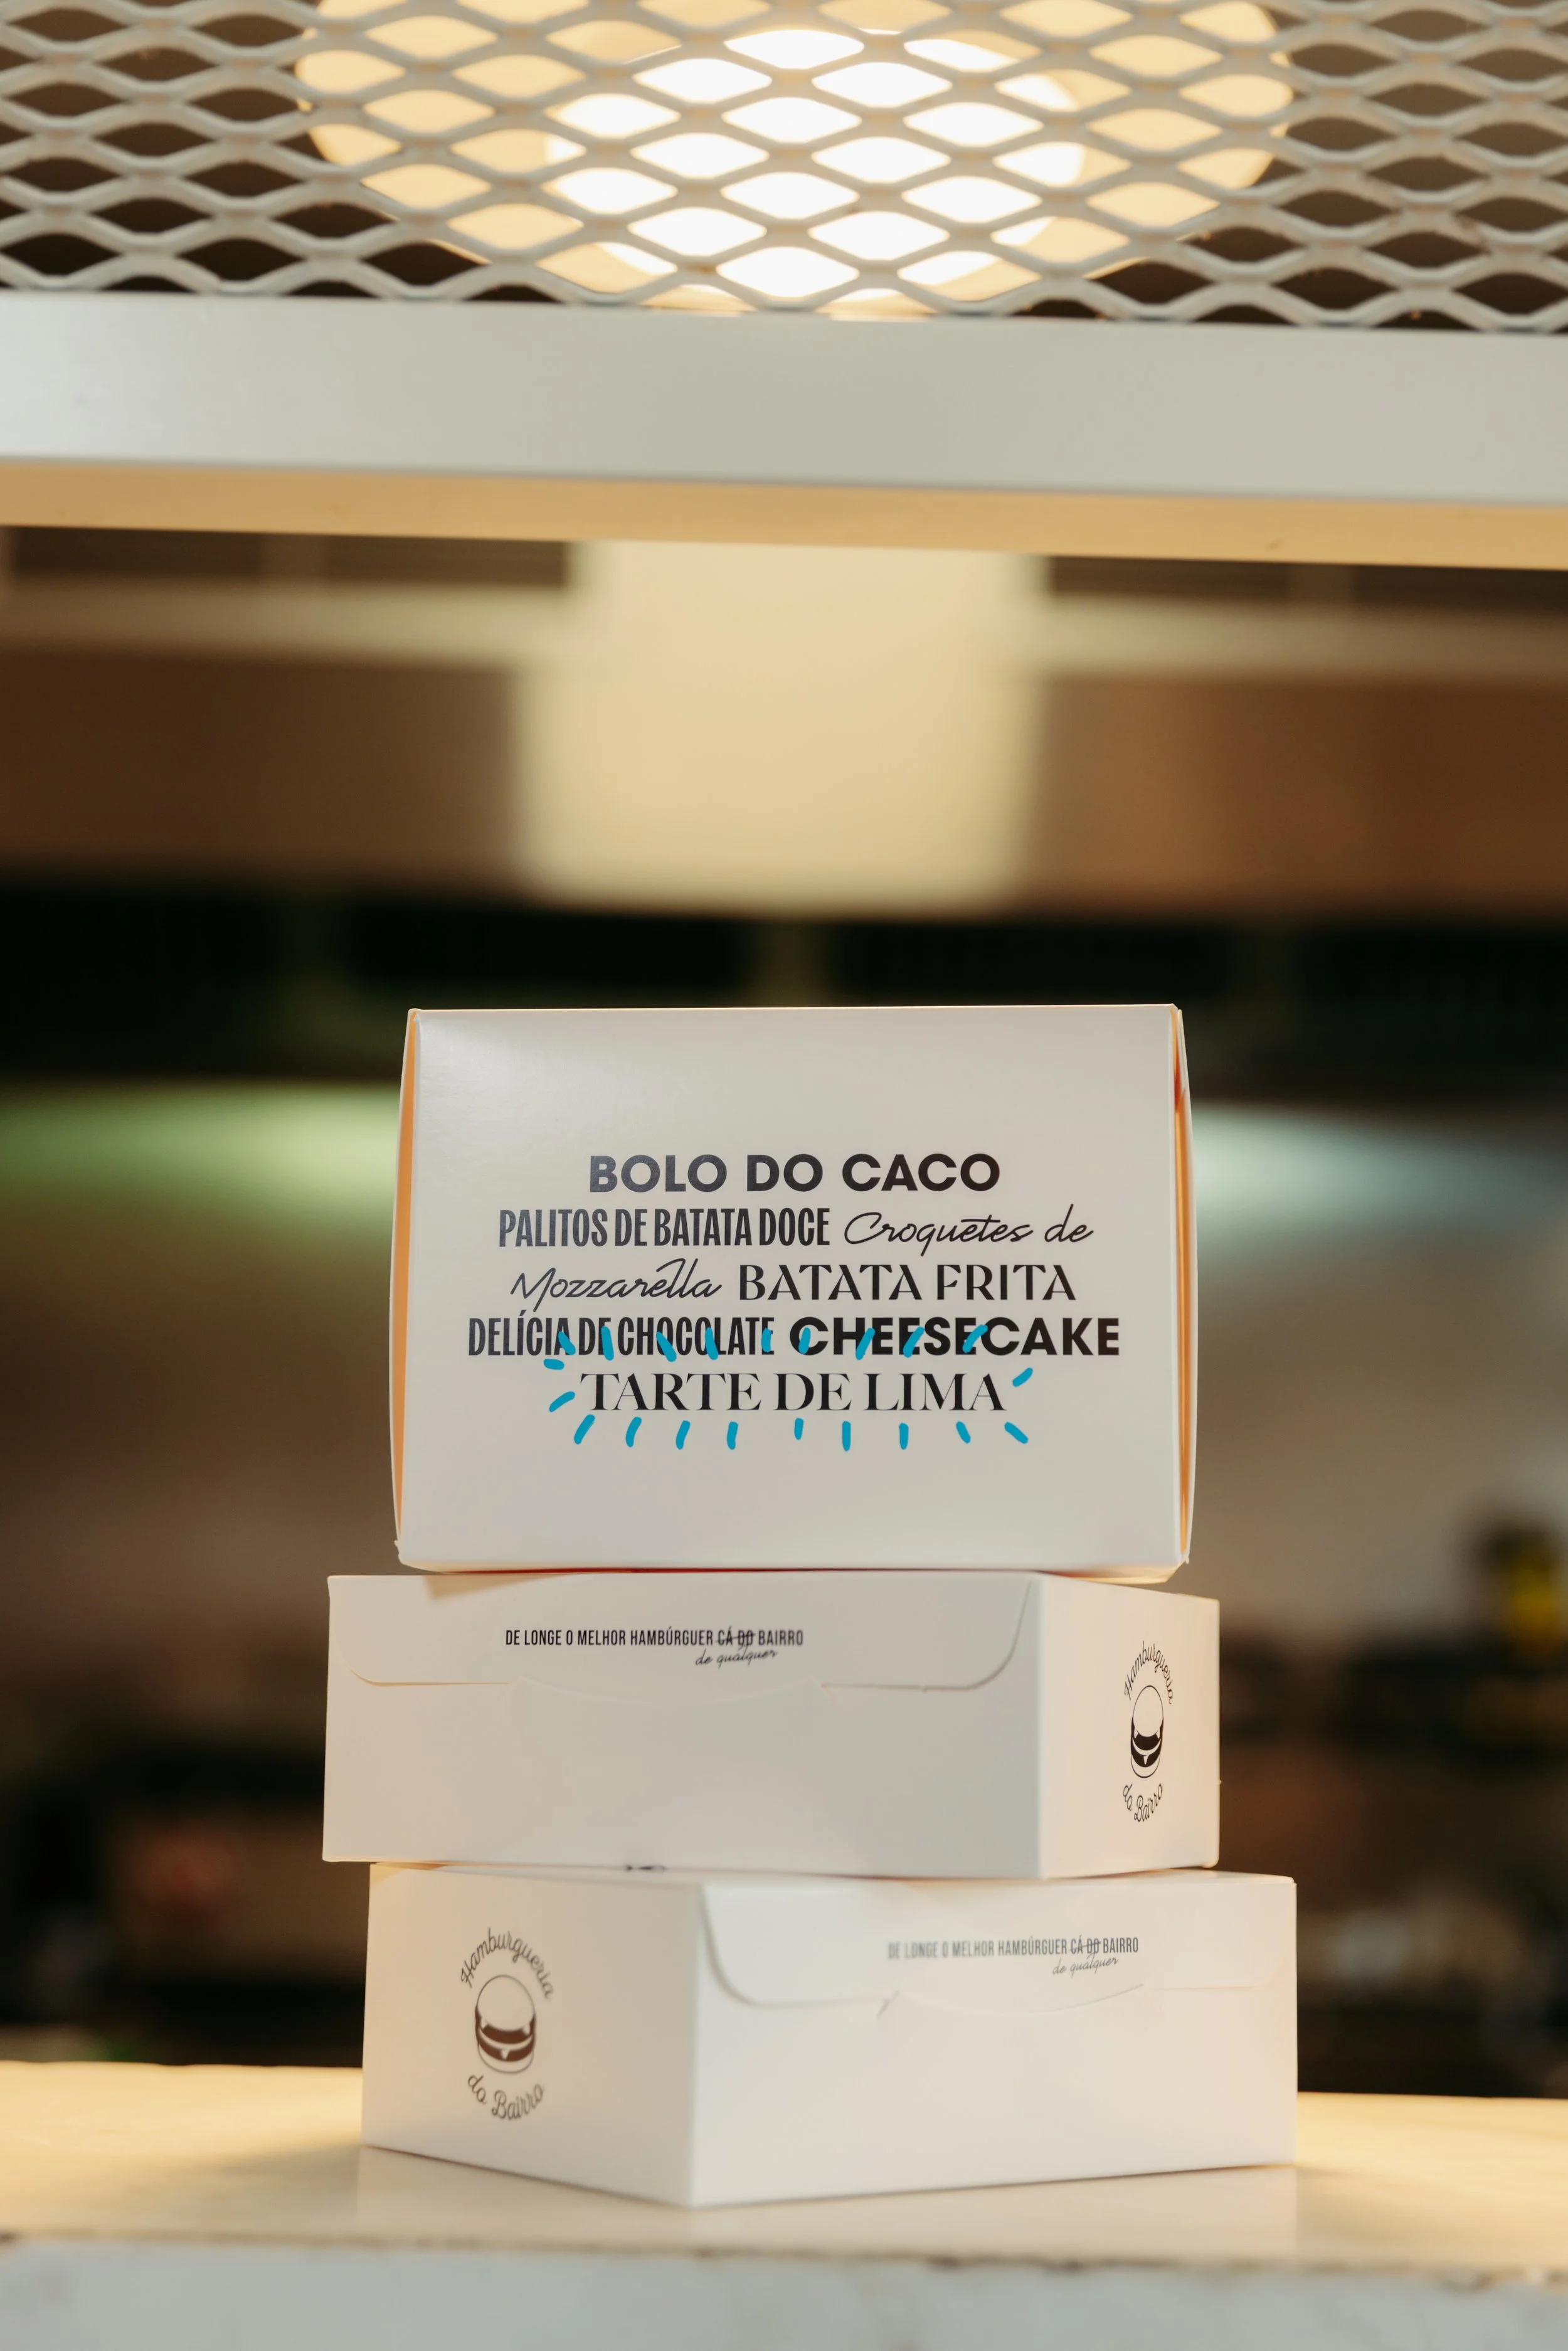 BOLO DO CACO
PALITOS DE BATATA DOCE Croquetes de
Mozzarella BATATA FRITA
DELÍCIA DE CHOCOLATE CHEESECAKE
TARTE DE LIMA
DE LONGE O MELHOR HAMBÚRGUER CÁ DO BAIRRO
de qualquer
Hamburgueria
do Bairro
Hamburgueria
do Bairro
DE LONGE O MELHOR HAMBÚRGUER CÁ DO BAIRRO
de qualquer